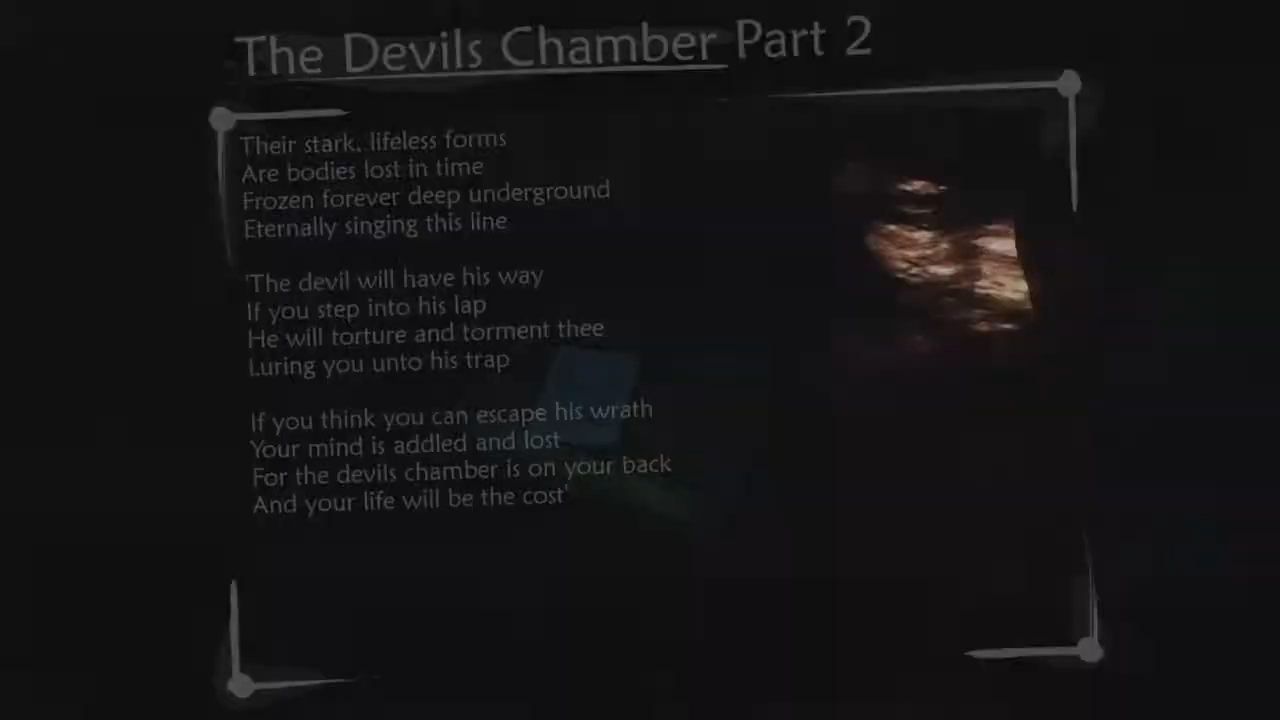 The Devils Chamber Part 2
Their stark, lifeless forms
Are bodies lost in time
Frozen forever deep underground
Eternally singing this line
'The devil will have his way
If you step into his lap
He will torture and torment thee
Luring you unto his trap
If you think you can escape his wrath
Your mind is addled and lost
For the devils chamber is on your back
And your life will be the cost'